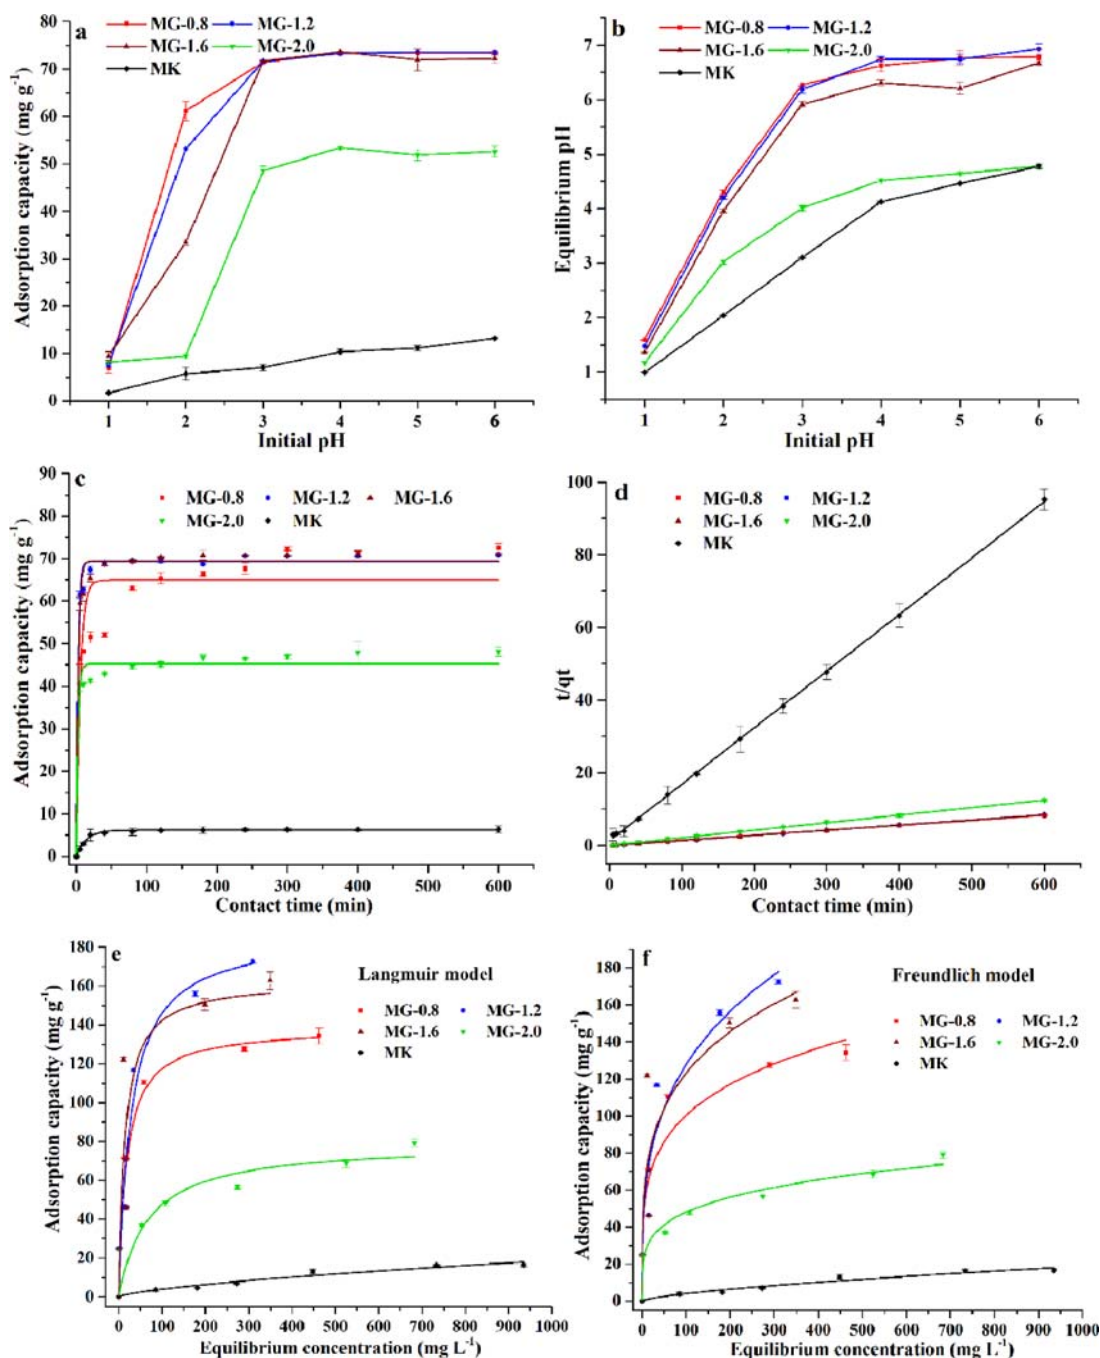 a
MG-0.8 MG-1.2
MG-1.6 MG-2.0
MK
Adsorption capacity (mg g-1)
80
70
60
50
40
30
20
10
0
1 2 3 4 5 6
Initial pH
b
MG-0.8 MG-1.2
MG-1.6 MG-2.0
MK
Equilibrium pH
7
6
5
4
3
2
1
1 2 3 4 5 6
Initial pH
c
MG-0.8 MG-1.2 MG-1.6
MG-2.0 MK
Adsorption capacity (mg g-1)
90
80
70
60
50
40
30
20
10
0
0 100 200 300 400 500 600
Contact time (min)
d
MG-0.8 MG-1.2
MG-1.6 MG-2.0
MK
t/qt
100
80
60
40
20
0
0 100 200 300 400 500 600
Contact time (min)
e
Langmuir model
MG-0.8 MG-1.2
MG-1.6 MG-2.0
MK
Adsorption capacity (mg g-1)
180
160
140
120
100
80
60
40
20
0
0 100 200 300 400 500 600 700 800 900 1000
Equilibrium concentration (mg L-1)
f
Freundlich model
MG-0.8 MG-1.2
MG-1.6 MG-2.0
MK
Adsorption capacity (mg g-1)
180
160
140
120
100
80
60
40
20
0
0 100 200 300 400 500 600 700 800 900 1000
Equilibrium concentration (mg L-1)